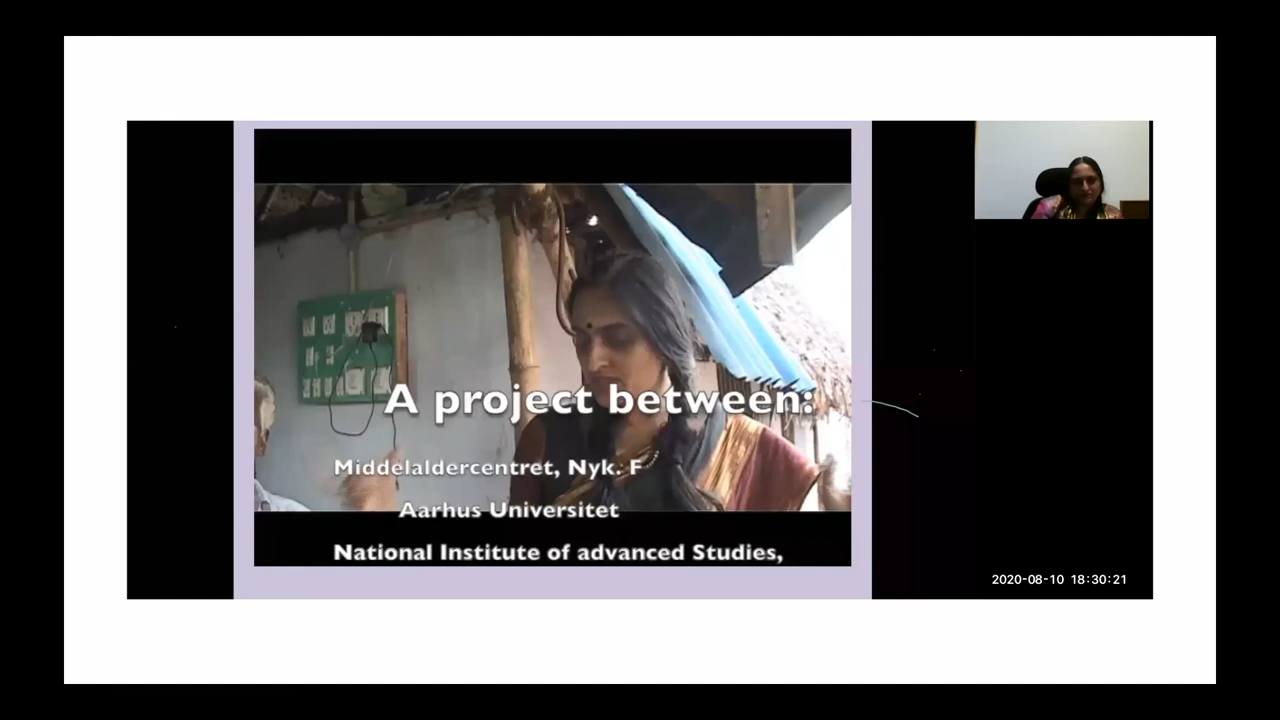 A project between:
Middelaldercentret, Nyk. F
Aarhus Universitet
National Institute of advanced Studies,
2020-08-10 18:30:21